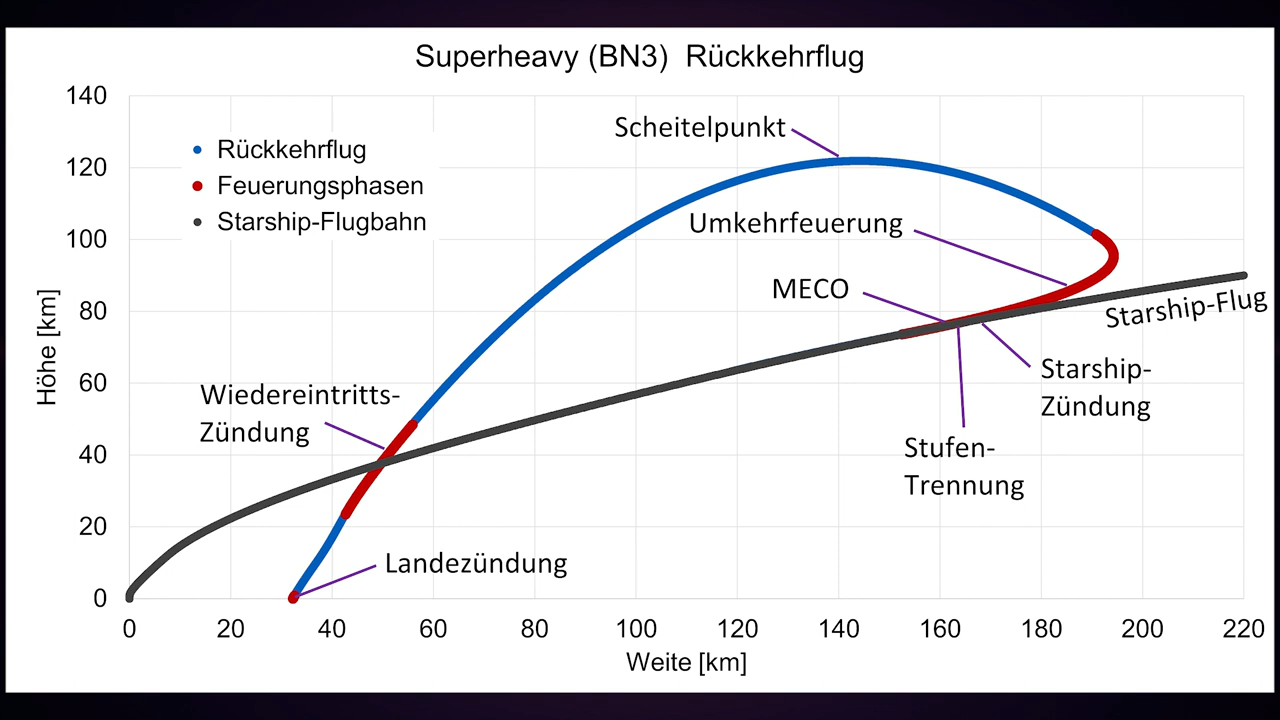 Superheavy (BN3)  Rückkehrflug
140
120
100
80
60
40
20
0
Höhe [km]
Rückkehrflug
Feuerungsphasen
Starship-Flugbahn
Scheitelpunkt
Umkehrfeuerung
MECO
Starship-Flug
Starship-
Zündung
Stufen-
Trennung
Wiedereintritts-
Zündung
Landezündung
0 20 40 60 80 100 120 140 160 180 200 220
Weite [km]